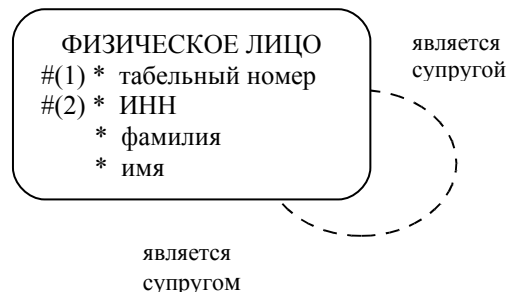 ФИЗИЧЕСКОЕ ЛИЦО
#(1) * табельный номер
#(2) * ИНН
* фамилия
* имя
является
супругой
является
супругом